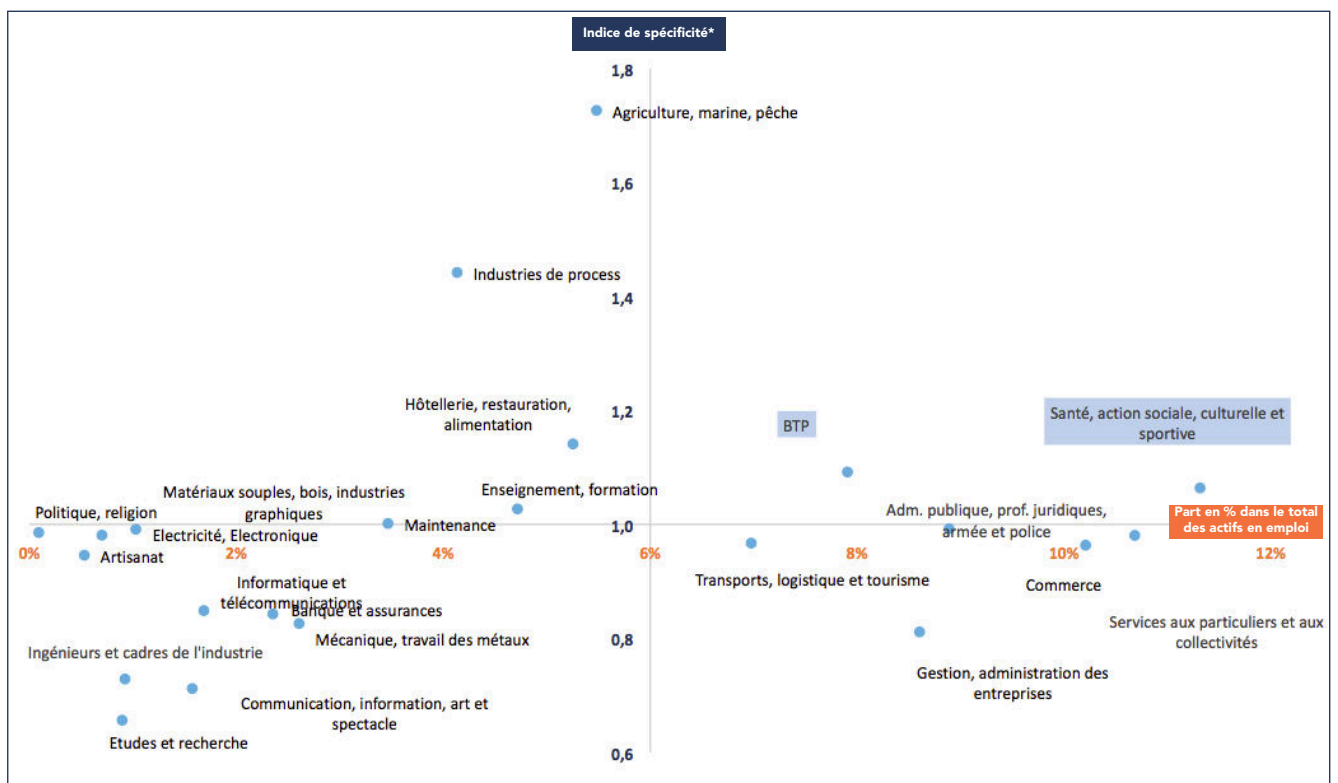 Indice de spécificité*
1,8
Agriculture, marine, pêche
1,6
Industries de process
1,4
Hôtellerie, restauration,
alimentation
1,2
BTP
Santé, action sociale, culturelle et
sportive
Enseignement, formation
Matériaux souples, bois, industries
graphiques
Politique, religion
Maintenance
1,0
Adm. publique, prof. juridiques,
armée et police
Part en % dans le total
des actifs en emploi
Electricité, Electronique
Artisanat
0%
2%
4%
6%
8%
10%
12%
Informatique et
télécommunications
Banque et assurances
Mécanique, travail des métaux
Transports, logistique et tourisme
Commerce
Services aux particuliers et aux
collectivités
0,8
Ingénieurs et cadres de l'industrie
Gestion, administration des
entreprises
Communication, information, art et
spectacle
Etudes et recherche
0,6